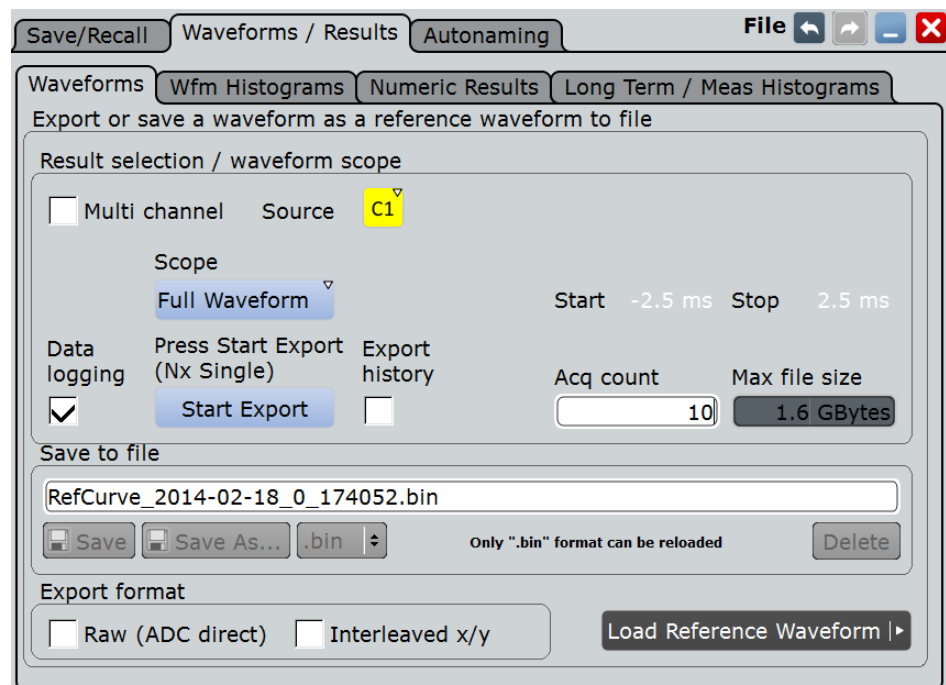 Save/Recall Waveforms / Results Autonaming File
Waveforms Wfm Histograms Numeric Results Long Term / Meas Histograms
Export or save a waveform as a reference waveform to file
Result selection / waveform scope
Multi channel Source C1
Scope
Full Waveform Start -2.5 ms Stop 2.5 ms
Data logging Press Start Export (Nx Single) Export history Acq count Max file size
Start Export 10 1.6 GBytes
Save to file
RefCurve_2014-02-18_0_174052.bin
Save Save As... .bin Only ".bin" format can be reloaded Delete
Export format
Raw (ADC direct) Interleaved x/y Load Reference Waveform